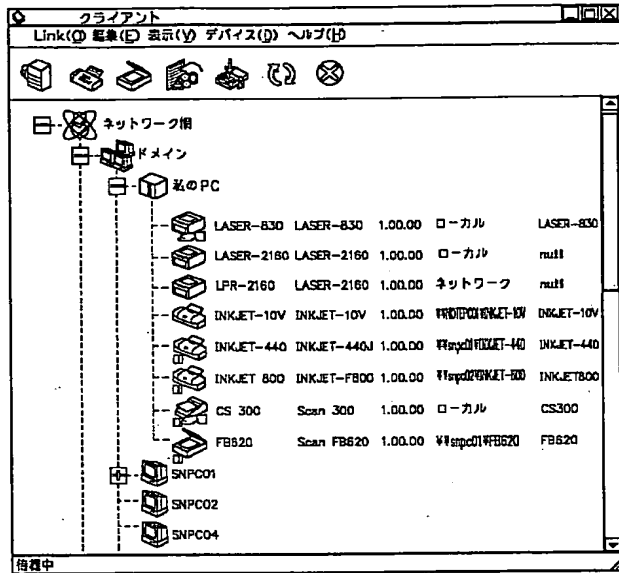 クライアント
Link(O) 編集(E) 表示(V) デバイス(D) ヘルプ(H)
ネットワーク網
ドメイン
私のPC
LASER-830 LASER-830 1.00.00 ローカル LASER-830
LASER-2160 LASER-2160 1.00.00 ローカル null
LPR-2160 LASER-2160 1.00.00 ネットワーク null
INKJET-10V INKJET-10V 1.00.00 INKJET-10V
INKJET-440 INKJET-440J 1.00.00 ¥¥snpc01¥INKJET-440 INKJET-440
INKJET 800 INKJET-F800 1.00.00 ¥¥snpc02¥INKJET-800 INKJET800
CS 300 Scan 300 1.00.00 ローカル CS300
FB620 Scan FB620 1.00.00 ¥¥snpc01¥FB620 FB620
SNPC01
SNPC02
SNPC04